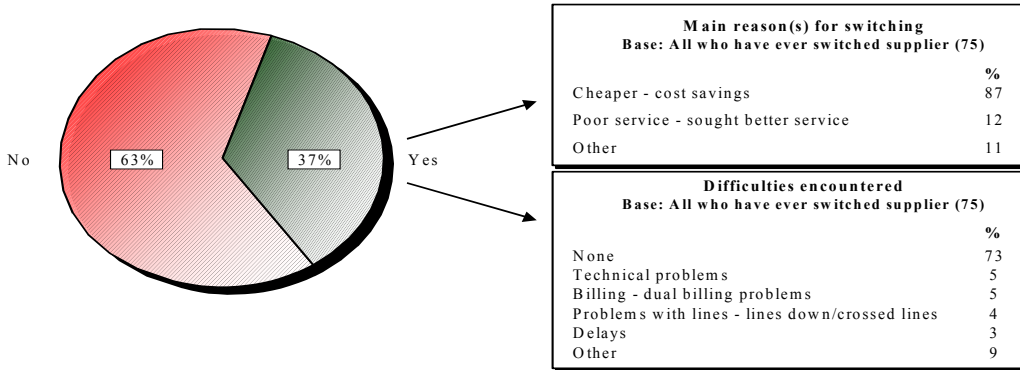 No
63%
37%
Yes
Main reason(s) for switching
Base: All who have ever switched supplier (75)
%
Cheaper - cost savings 87
Poor service - sought better service 12
Other 11
Difficulties encountered
Base: All who have ever switched supplier (75)
%
None 73
Technical problems 5
Billing - dual billing problems 5
Problems with lines - lines down/crossed lines 4
Delays 3
Other 9